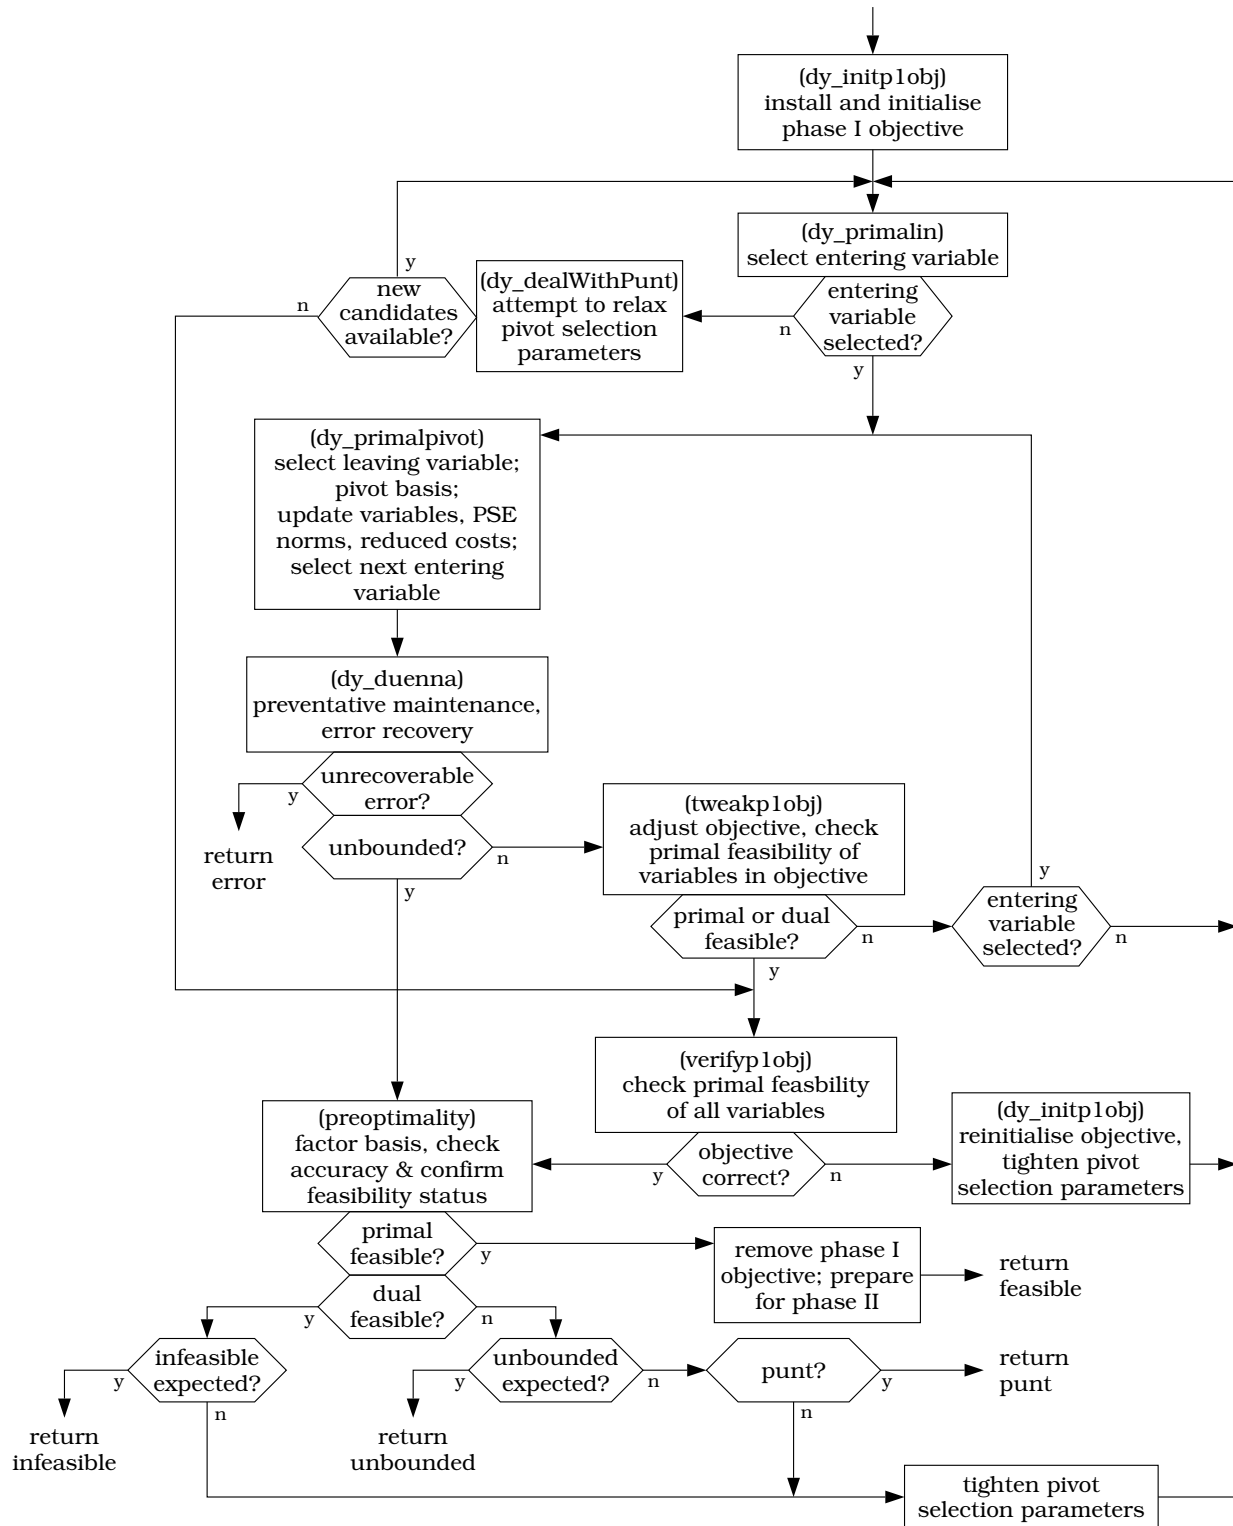 (dy_initp1obj)
install and initialise
phase I objective
(dy_primalin)
select entering variable
entering
variable
selected?
n
y
(dy_dealWithPunt)
attempt to relax
pivot selection
parameters
new
candidates
available?
y
n
(dy_primalpivot)
select leaving variable;
pivot basis;
update variables, PSE
norms, reduced costs;
select next entering
variable
(dy_duenna)
preventative maintenance,
error recovery
unrecoverable
error?
y
return
error
unbounded?
n
y
(tweakp1obj)
adjust objective, check
primal feasibility of
variables in objective
primal or dual
feasible?
n
y
entering
variable
selected?
y
n
(verifyp1obj)
check primal feasbility
of all variables
objective
correct?
y
n
(dy_initp1obj)
reinitialise objective,
tighten pivot
selection parameters
(preoptimality)
factor basis, check
accuracy & confirm
feasibility status
primal
feasible?
y
remove phase I
objective; prepare
for phase II
return
feasible
dual
feasible?
y
n
infeasible
expected?
y
n
return
infeasible
unbounded
expected?
y
n
return
unbounded
punt?
y
n
return
punt
tighten pivot
selection parameters